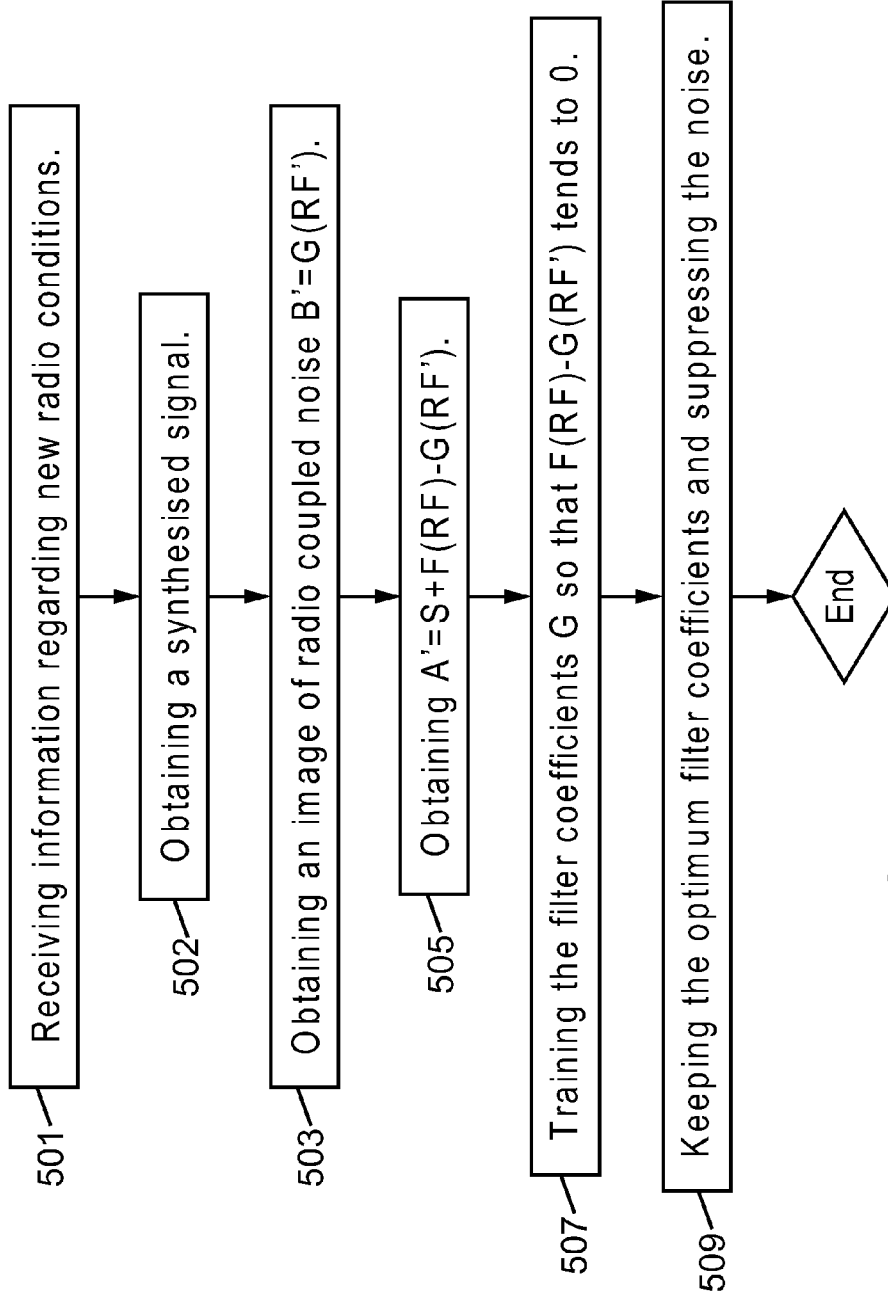 501
Receiving information regarding new radio conditions.
502
Obtaining a synthesised signal.
503
Obtaining an image of radio coupled noise B'=G(RF').
505
Obtaining A'=S+F(RF)-G(RF').
507
Training the filter coefficients G so that F(RF)-G(RF') tends to 0.
509
Keeping the optimum filter coefficients and suppressing the noise.
End